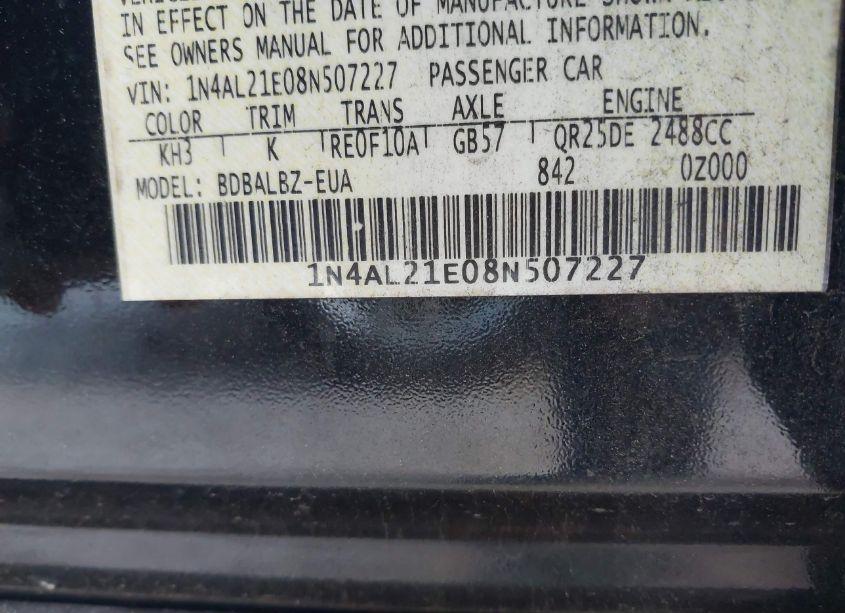 IN EFFECT ON THE DATE OF MANUFACTURE SHOWN
SEE OWNERS MANUAL FOR ADDITIONAL INFORMATION.
VIN: 1N4AL21E08N507227 PASSENGER CAR
COLOR TRIM TRANS AXLE ENGINE
KH3 K RE0F10A GB57 QR25DE 2488CC
MODEL: BDBALBZ-EUA 842 0Z000
1N4AL21E08N507227